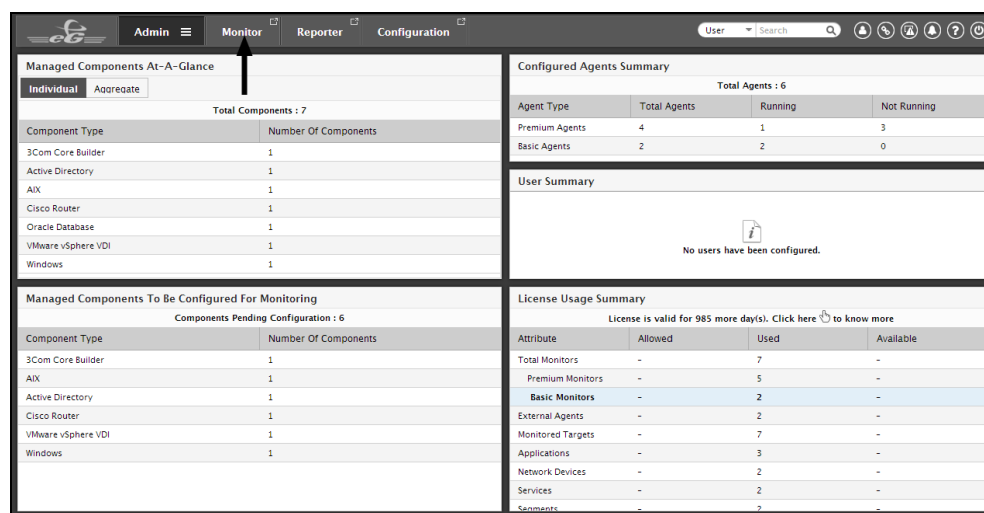 eG
Admin
Monitor
Reporter
Configuration
User
Search
Managed Components At-A-Glance
Individual
Aggregate
Total Components : 7
Component Type Number Of Components
3Com Core Builder 1
Active Directory 1
AIX 1
Cisco Router 1
Oracle Database 1
VMware vSphere VDI 1
Windows 1
Configured Agents Summary
Total Agents : 6
Agent Type Total Agents Running Not Running
Premium Agents 4 1 3
Basic Agents 2 2 0
User Summary
No users have been configured.
Managed Components To Be Configured For Monitoring
Components Pending Configuration : 6
Component Type Number Of Components
3Com Core Builder 1
AIX 1
Active Directory 1
Cisco Router 1
VMware vSphere VDI 1
Windows 1
License Usage Summary
License is valid for 985 more day(s). Click here to know more
Attribute Allowed Used Available
Total Monitors - 7 -
Premium Monitors - 5 -
Basic Monitors - 2 -
External Agents - 2 -
Monitored Targets - 7 -
Applications - 3 -
Network Devices - 2 -
Services - 2 -
Segments - 2 -